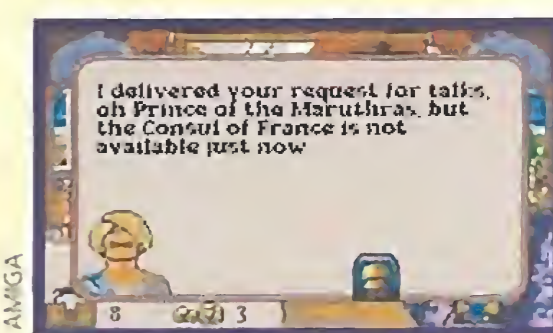 AMIGA
I delivered your request for talks,
oh Prince of the Maruthras, but
the Consul of France is not
available just now
8 3